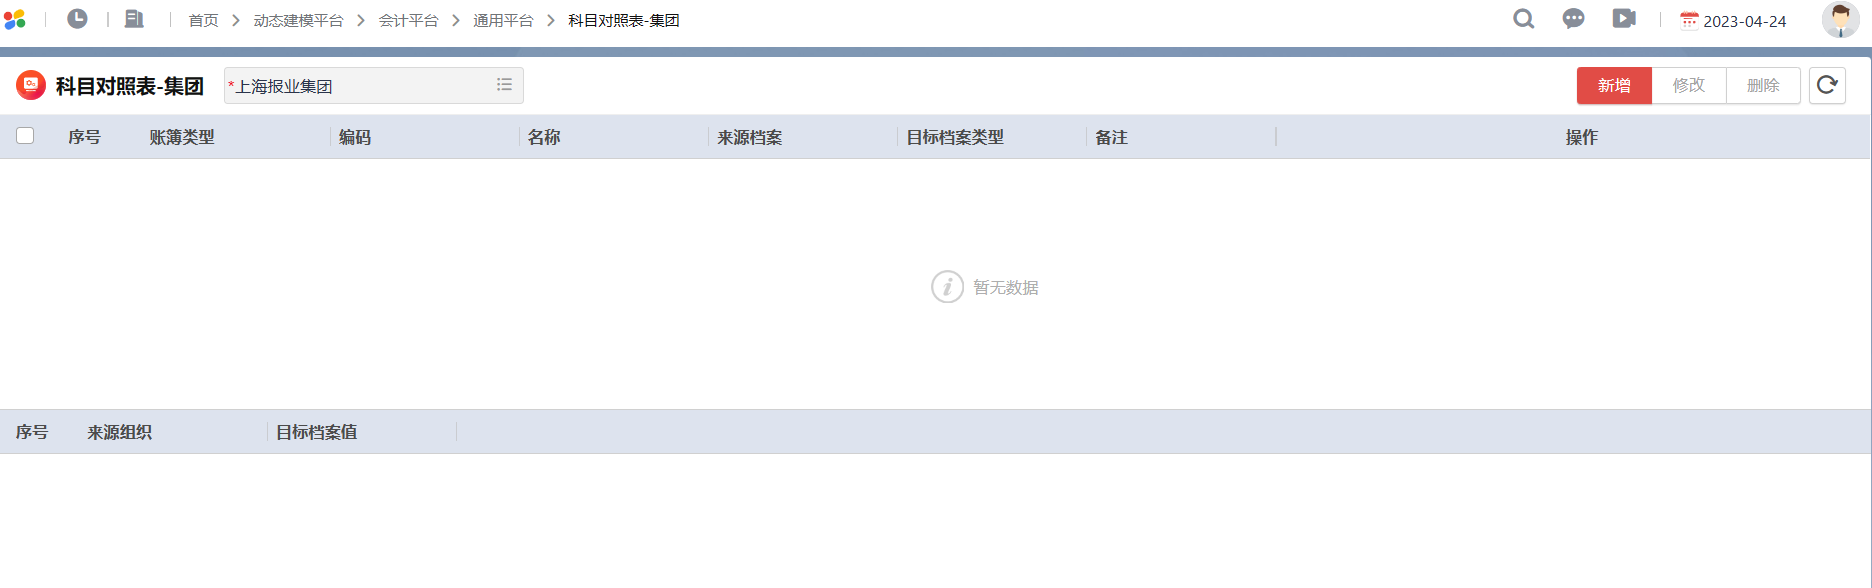 首页 > 动态建模平台 > 会计平台 > 通用平台 > 科目对照表-集团 2023-04-24
科目对照表-集团 *上海报业集团 新增 修改 删除
序号 账簿类型 编码 名称 来源档案 目标档案类型 备注 操作
暂无数据
序号 来源组织 目标档案值